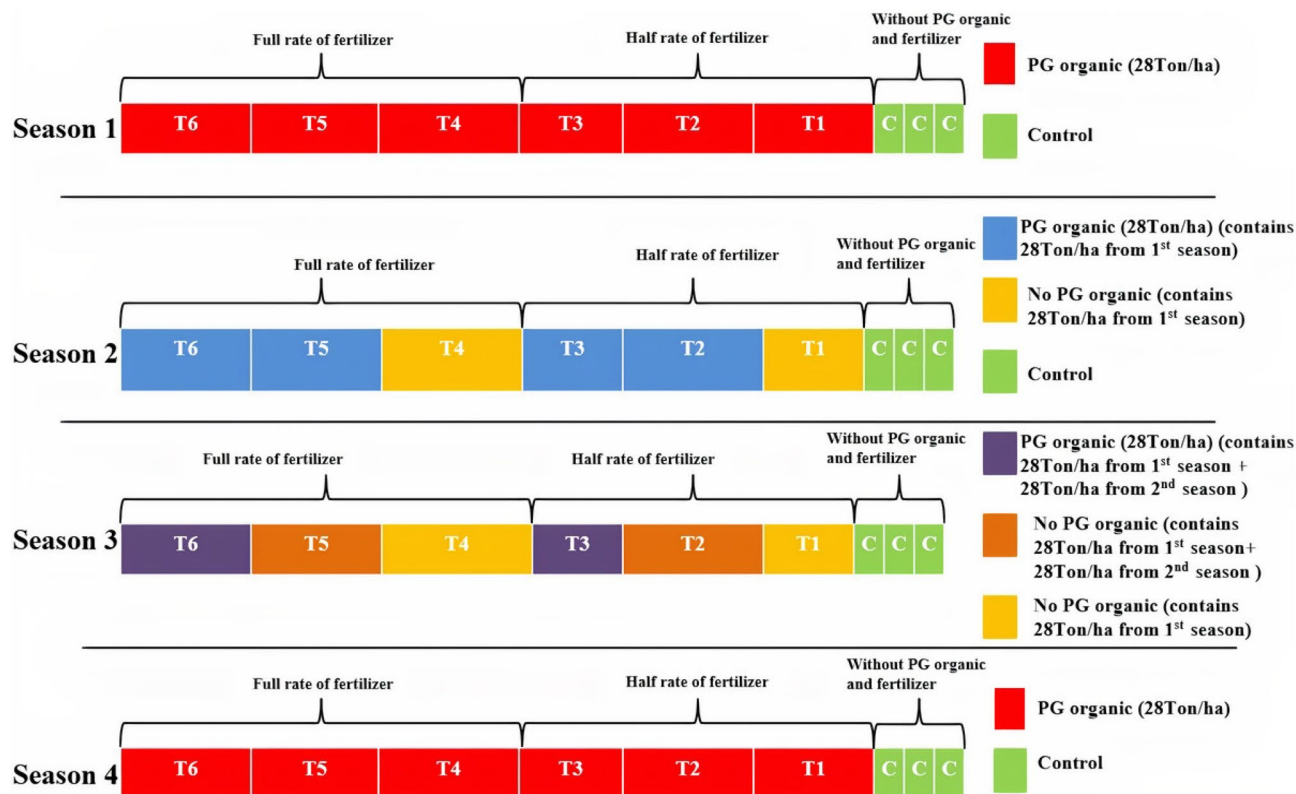 Full rate of fertilizer
Half rate of fertilizer
Without PG organic
and fertilizer
Season 1
T6 T5 T4 T3 T2 T1 C C C
PG organic (28Ton/ha)
Control
Full rate of fertilizer
Half rate of fertilizer
Without PG organic
and fertilizer
Season 2
T6 T5 T4 T3 T2 T1 C C C
PG organic (28Ton/ha) (contains
28Ton/ha from 1st season)
No PG organic (contains
28Ton/ha from 1st season)
Control
Full rate of fertilizer
Half rate of fertilizer
Without PG organic
and fertilizer
Season 3
T6 T5 T4 T3 T2 T1 C C C
PG organic (28Ton/ha) (contains
28Ton/ha from 1st season +
28Ton/ha from 2nd season )
No PG organic (contains
28Ton/ha from 1st season+
28Ton/ha from 2nd season )
No PG organic (contains
28Ton/ha from 1st season)
Full rate of fertilizer
Half rate of fertilizer
Without PG organic
and fertilizer
Season 4
T6 T5 T4 T3 T2 T1 C C C
PG organic (28Ton/ha)
Control